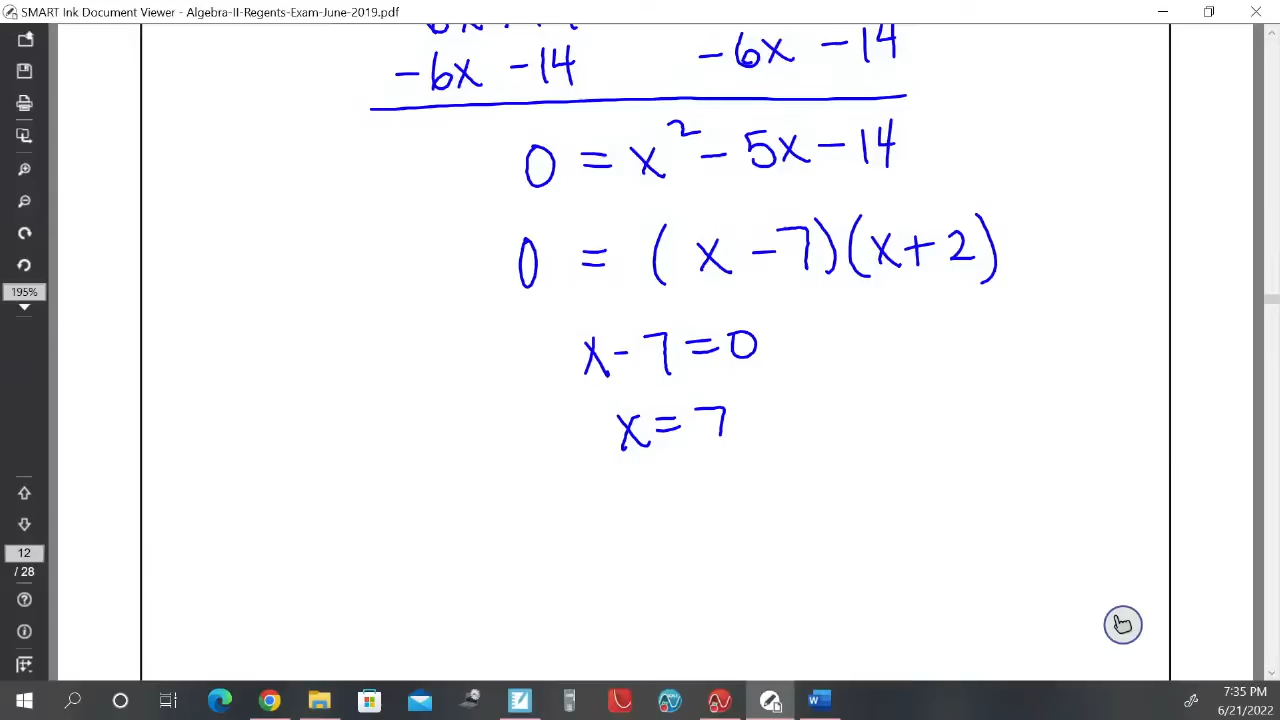 SMART Ink Document Viewer - Algebra-II-Regents-Exam-June-2019.pdf
-6x -14 -6x -14
0 = x² - 5x - 14
0 = (x - 7)(x + 2)
x - 7 = 0
x = 7
195%
12
/ 28
7:35 PM
6/21/2022